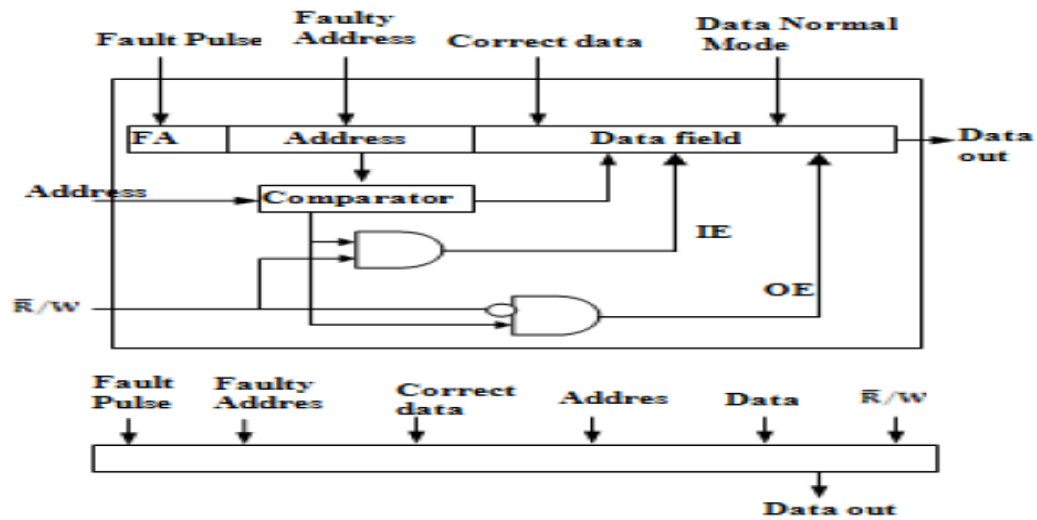 Fault Pulse
Faulty
Address
Correct data
Data Normal
Mode
FA
Address
Data field
Data
out
Address
Comparator
IE
R̅/W
OE
Fault
Pulse
Faulty
Addres
Correct
data
Addres
Data
R̅/W
Data out